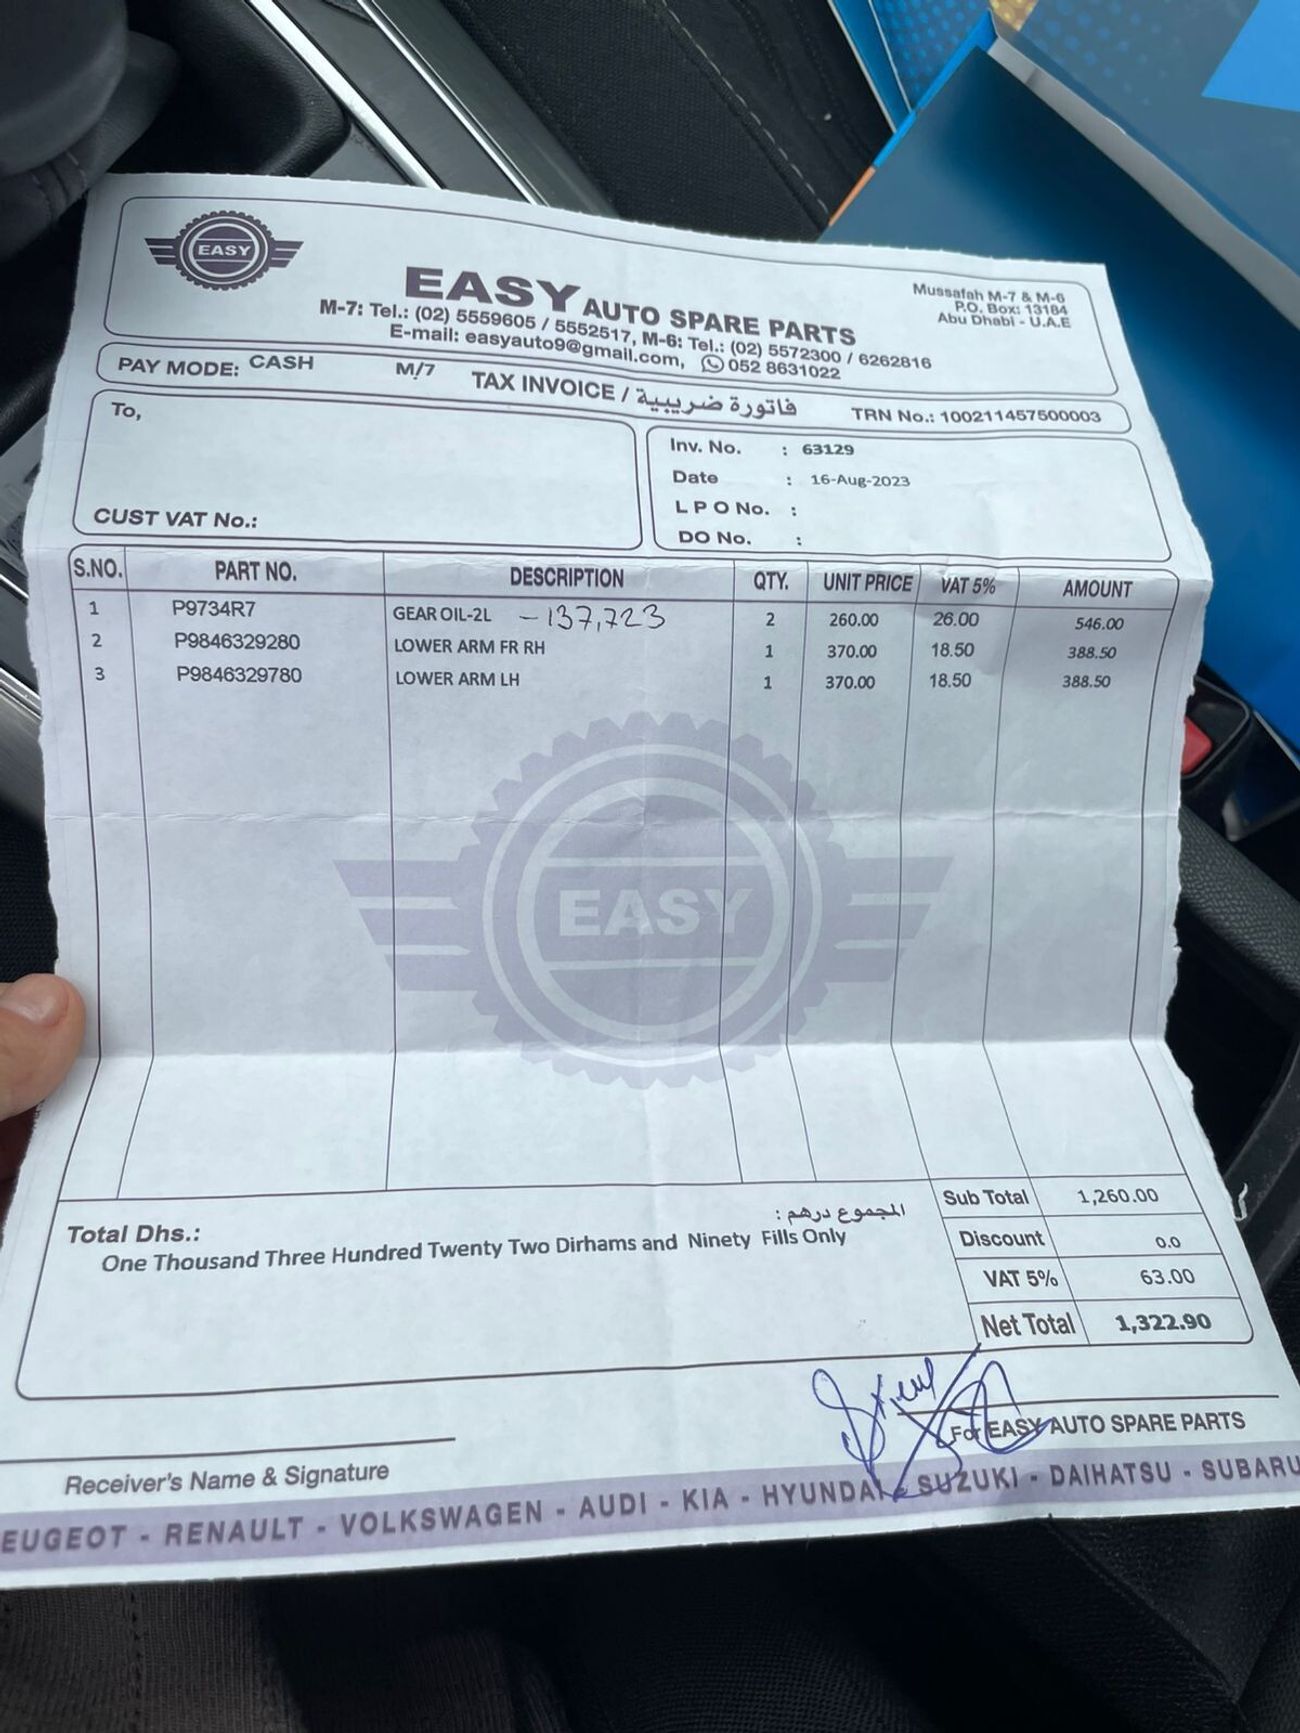 EASY
EASY AUTO SPARE PARTS
M-7: Tel.: (02) 5559605 / 5552517, M-6: Tel.: (02) 5572300 / 6262816
E-mail: easyauto9@gmail.com, 052 8631022
Mussafah M-7 & M-6
P.O. Box: 13184
Abu Dhabi - U.A.E
PAY MODE: CASH M/7 TAX INVOICE / فاتورة ضريبية TRN No.: 100211457500003
To,
CUST VAT No.:
Inv. No. : 63129
Date : 16-Aug-2023
L P O No. :
DO No. :
S.NO. PART NO. DESCRIPTION QTY. UNIT PRICE VAT 5% AMOUNT
1 P9734R7 GEAR OIL-2L - 137,723 2 260.00 26.00 546.00
2 P9846329280 LOWER ARM FR RH 1 370.00 18.50 388.50
3 P9846329780 LOWER ARM LH 1 370.00 18.50 388.50
EASY
Total Dhs.: المجموع درهم :
One Thousand Three Hundred Twenty Two Dirhams and Ninety Fills Only
Sub Total 1,260.00
Discount 0.0
VAT 5% 63.00
Net Total 1,322.90
For EASY AUTO SPARE PARTS
Receiver's Name & Signature
EUGEOT - RENAULT - VOLKSWAGEN - AUDI - KIA - HYUNDAI - SUZUKI - DAIHATSU - SUBARU